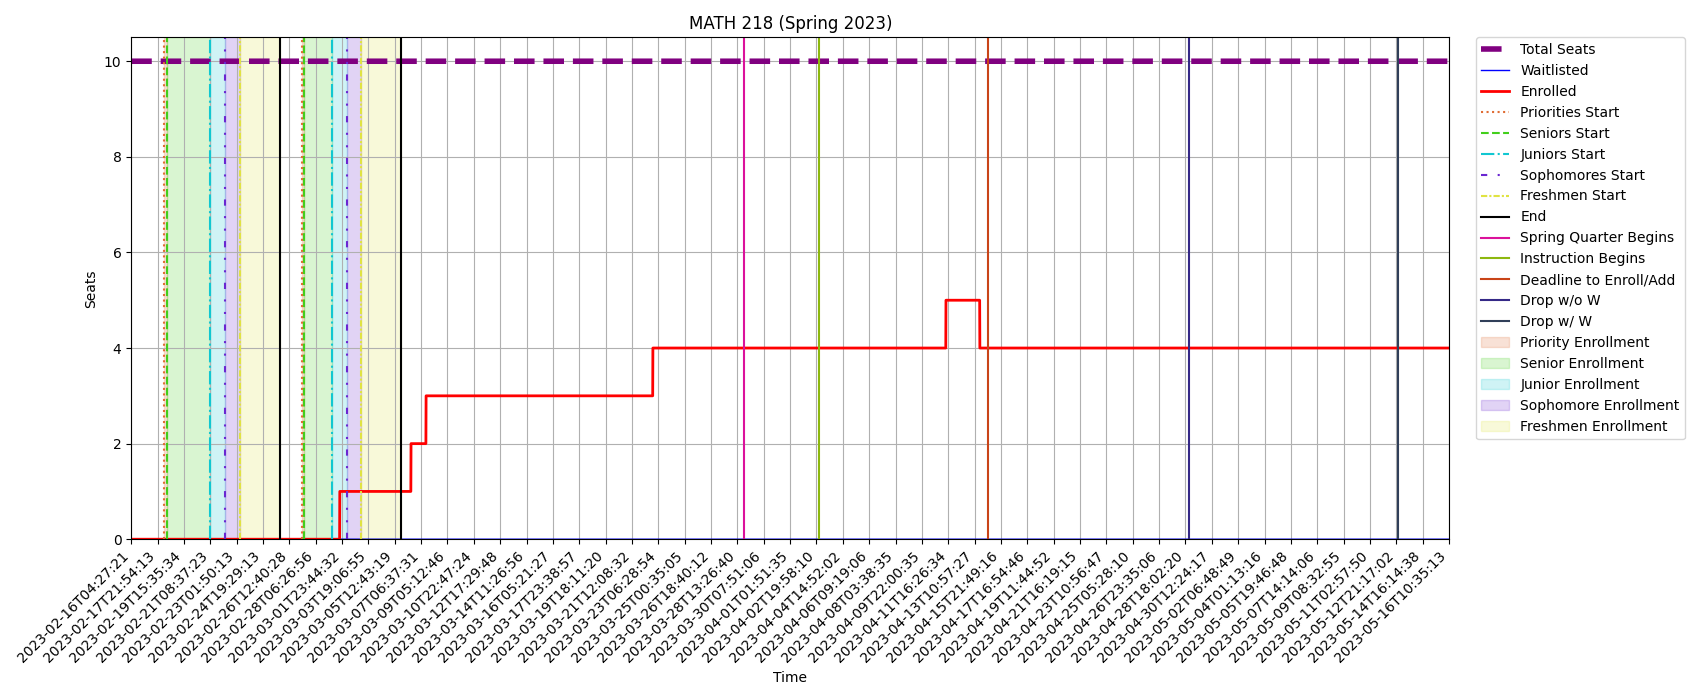 MATH 218 (Spring 2023)
10
8
6
4
2
0
Seats
2023-02-16T04:27:21
2023-02-17T21:54:13
2023-02-19T15:35:34
2023-02-21T08:37:23
2023-02-23T01:50:13
2023-02-24T19:29:13
2023-02-26T12:40:28
2023-02-28T06:26:56
2023-03-01T23:44:32
2023-03-03T19:06:55
2023-03-05T12:43:19
2023-03-07T06:37:31
2023-03-09T05:12:46
2023-03-10T22:47:24
2023-03-12T17:29:48
2023-03-14T11:26:56
2023-03-16T05:21:27
2023-03-17T23:38:57
2023-03-19T18:11:20
2023-03-21T12:08:32
2023-03-23T06:28:54
2023-03-25T00:35:05
2023-03-26T18:40:12
2023-03-28T13:26:40
2023-03-30T07:51:06
2023-04-01T01:51:35
2023-04-02T19:58:10
2023-04-04T14:52:02
2023-04-06T09:19:06
2023-04-08T03:38:35
2023-04-09T22:00:35
2023-04-11T16:26:34
2023-04-13T10:57:27
2023-04-15T21:49:16
2023-04-17T16:54:46
2023-04-19T11:44:52
2023-04-21T16:19:15
2023-04-23T10:56:47
2023-04-25T05:28:10
2023-04-26T23:35:06
2023-04-28T18:02:20
2023-04-30T12:24:17
2023-05-02T06:48:49
2023-05-04T01:13:16
2023-05-05T19:46:48
2023-05-07T14:14:06
2023-05-09T08:32:55
2023-05-11T02:57:50
2023-05-12T21:17:02
2023-05-14T16:14:38
2023-05-16T10:35:13
Time
Total Seats
Waitlisted
Enrolled
Priorities Start
Seniors Start
Juniors Start
Sophomores Start
Freshmen Start
End
Spring Quarter Begins
Instruction Begins
Deadline to Enroll/Add
Drop w/o W
Drop w/ W
Priority Enrollment
Senior Enrollment
Junior Enrollment
Sophomore Enrollment
Freshmen Enrollment